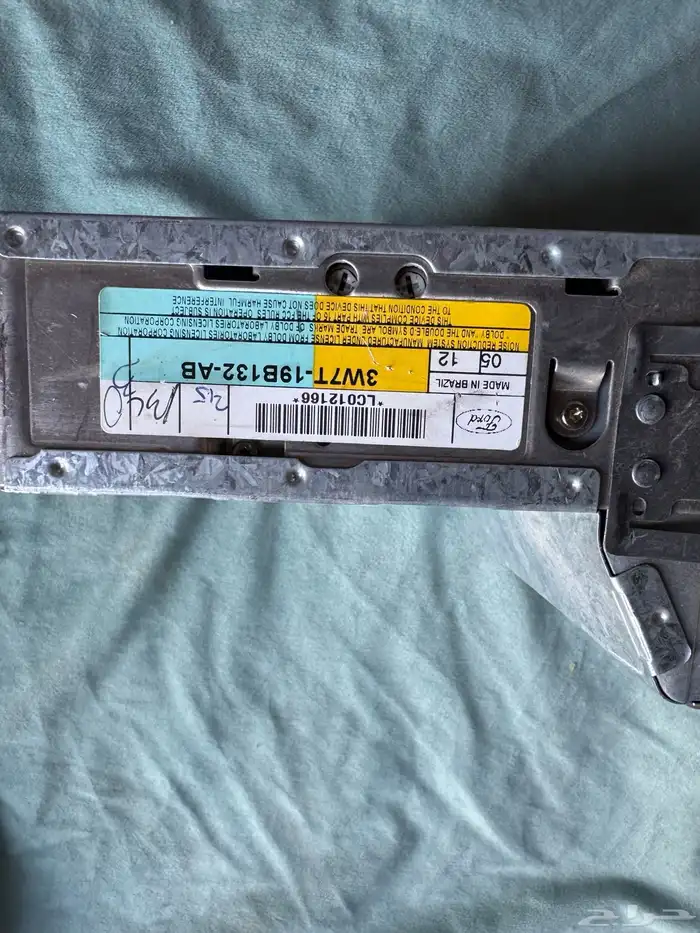 Ford
*LC012166*
MADE IN BRAZIL
05 12
3W7T-19B132-AB
NOISE REDUCTION SYSTEM MANUFACTURED UNDER LICENSE FROM DOLBY LABORATORIES LICENSING CORPORATION
"DOLBY" AND THE DOUBLE D SYMBOL ARE TRADE MARKS OF DOLBY LABORATORIES LICENSING CORPORATION
THIS DEVICE COMPLIES WITH PART 15 OF THE FCC RULES OPERATION IS SUBJECT
TO THE CONDITION THAT THIS DEVICE DOES NOT CAUSE HARMFUL INTERFERENCE
حراج